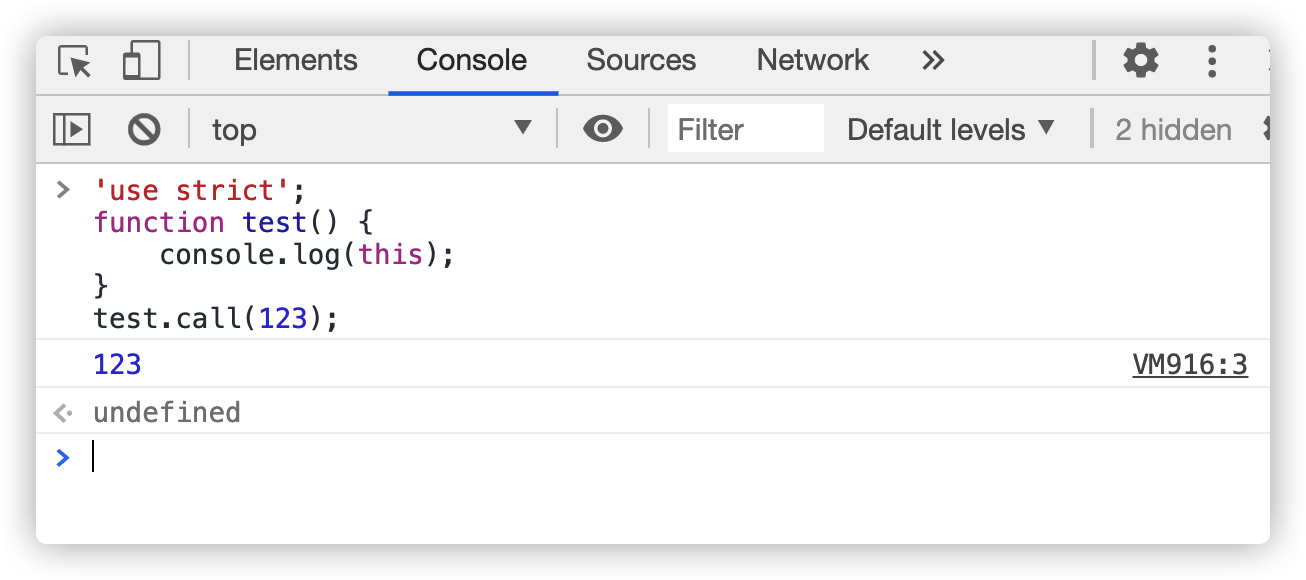 Elements Console Sources Network
top Filter Default levels 2 hidden
'use strict';
function test() {
    console.log(this);
}
test.call(123);
123 VM916:3
undefined